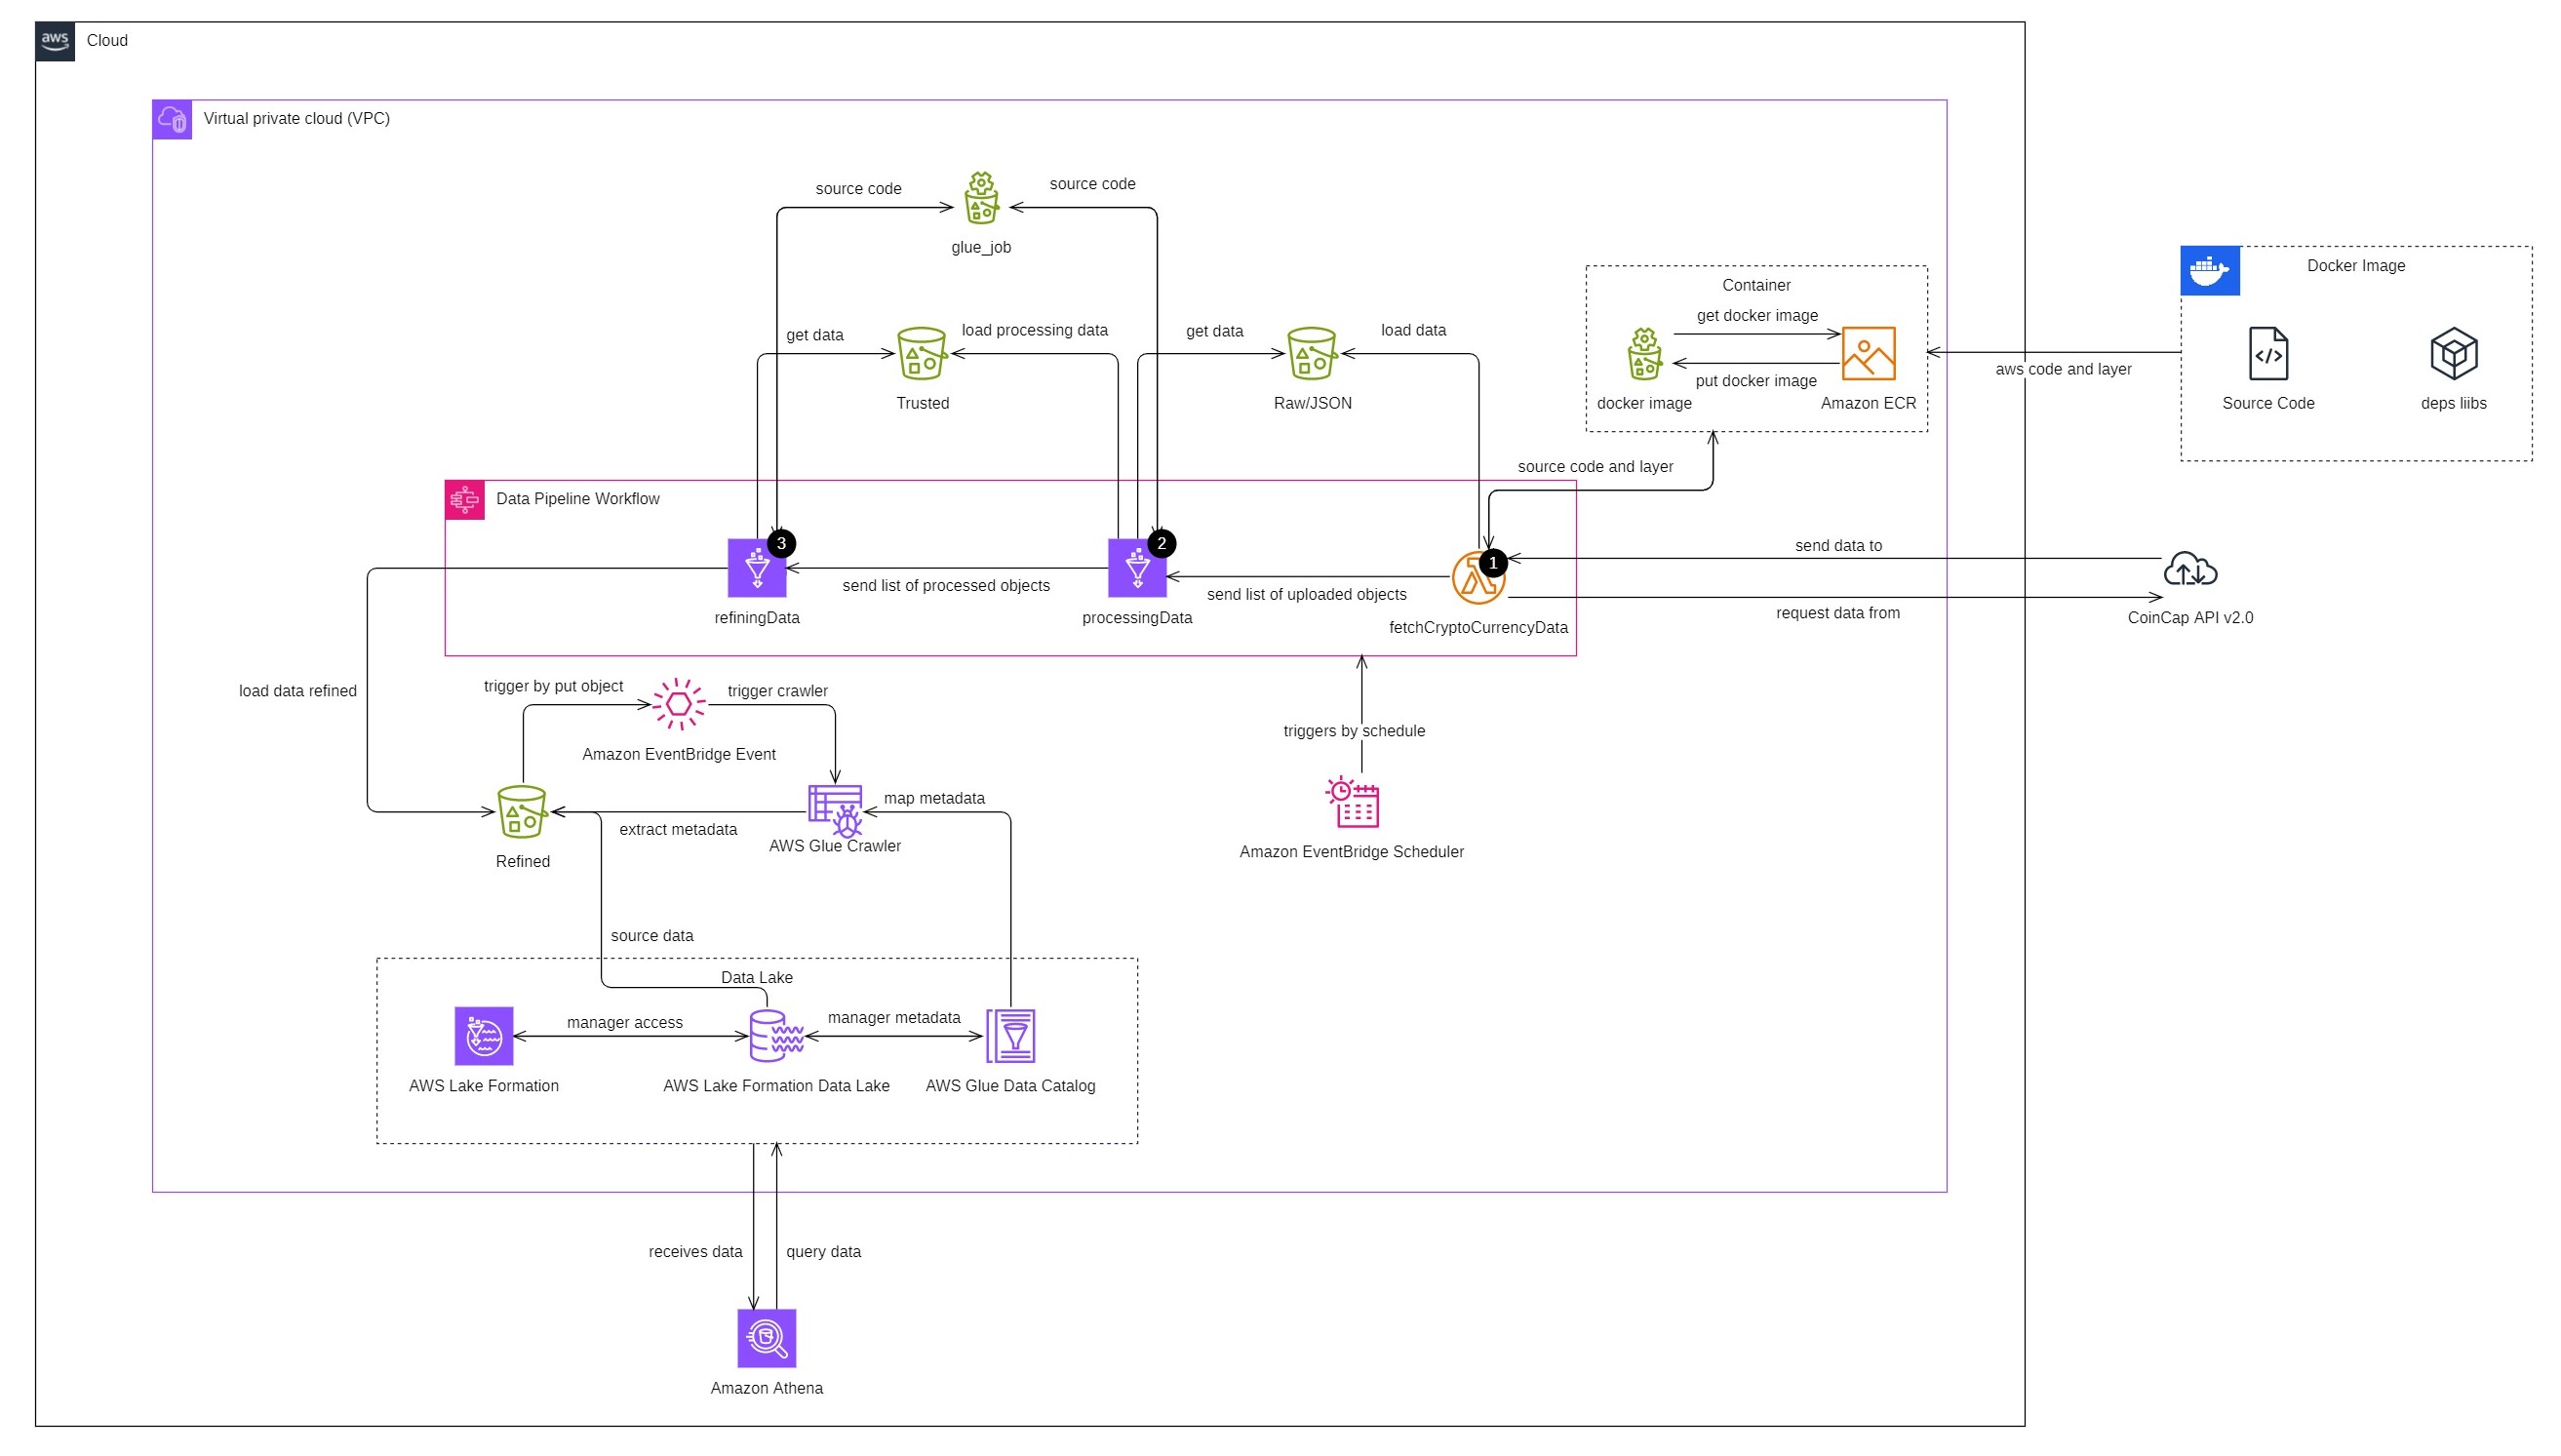 aws
Cloud
Virtual private cloud (VPC)
source code
source code
glue_job
get data
load processing data
get data
load data
Trusted
Raw/JSON
Container
get docker image
put docker image
docker image
Amazon ECR
aws code and layer
Docker Image
Source Code
deps liibs
source code and layer
Data Pipeline Workflow
3
2
1
send list of processed objects
send list of uploaded objects
refiningData
processingData
fetchCryptoCurrencyData
send data to
request data from
CoinCap API v2.0
load data refined
trigger by put object
trigger crawler
Amazon EventBridge Event
triggers by schedule
Amazon EventBridge Scheduler
Refined
extract metadata
AWS Glue Crawler
map metadata
source data
Data Lake
manager access
manager metadata
AWS Lake Formation
AWS Lake Formation Data Lake
AWS Glue Data Catalog
receives data
query data
Amazon Athena